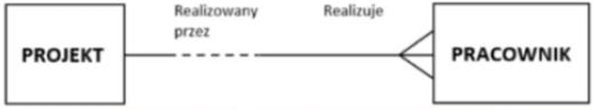 Realizowany
przez
Realizuje
PROJEKT
PRACOWNIK